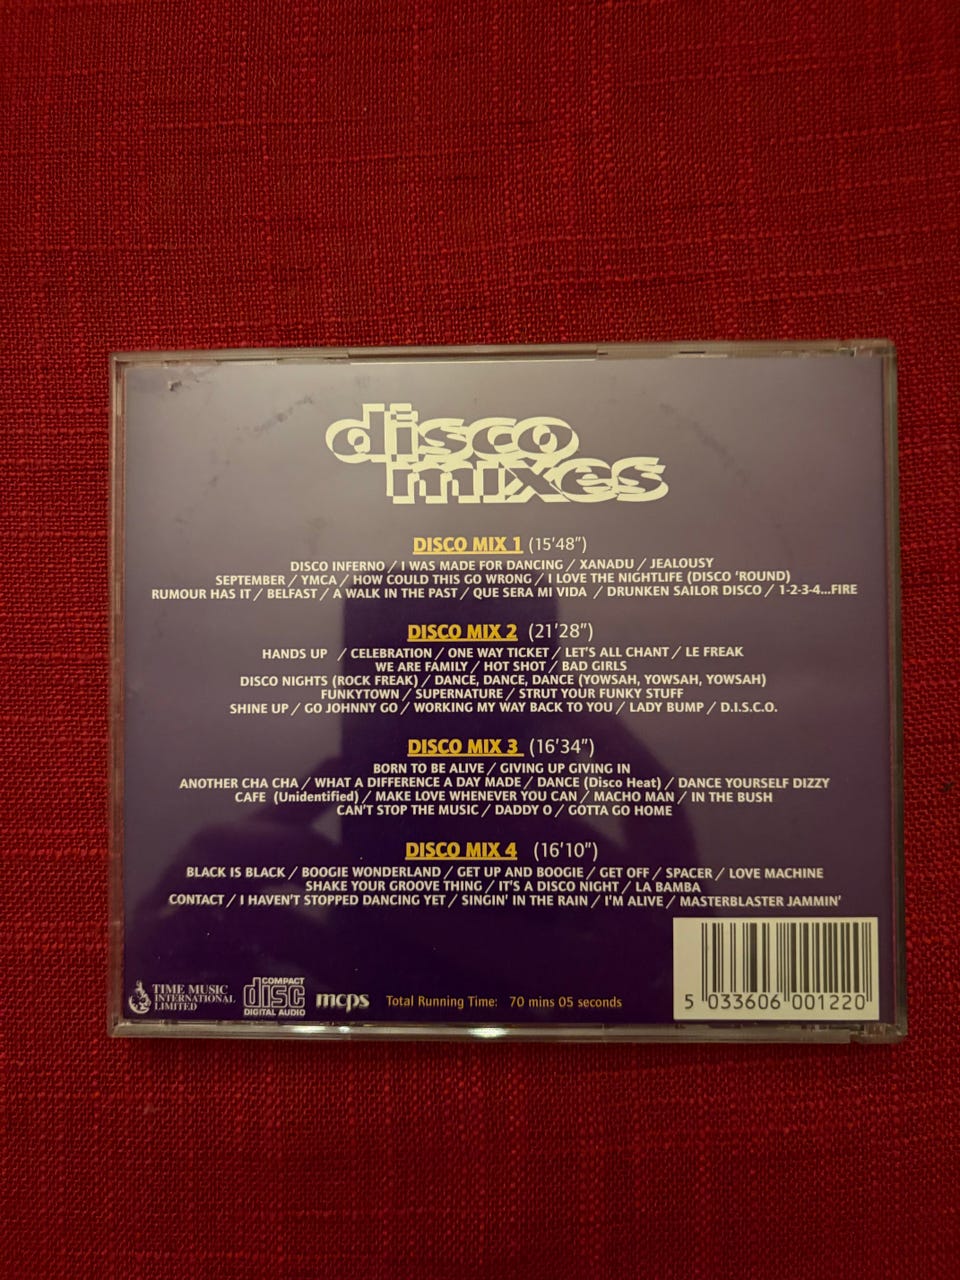 disco
mixes
DISCO MIX 1 (15'48")
DISCO INFERNO / I WAS MADE FOR DANCING / XANADU / JEALOUSY
SEPTEMBER / YMCA / HOW COULD THIS GO WRONG / I LOVE THE NIGHTLIFE (DISCO 'ROUND)
RUMOUR HAS IT / BELFAST / A WALK IN THE PAST / QUE SERA MI VIDA / DRUNKEN SAILOR DISCO / 1-2-3-4...FIRE
DISCO MIX 2 (21'28")
HANDS UP / CELEBRATION / ONE WAY TICKET / LET'S ALL CHANT / LE FREAK
WE ARE FAMILY / HOT SHOT / BAD GIRLS
DISCO NIGHTS (ROCK FREAK) / DANCE, DANCE, DANCE (YOWSAH, YOWSAH, YOWSAH)
FUNKYTOWN / SUPERNATURE / STRUT YOUR FUNKY STUFF
SHINE UP / GO JOHNNY GO / WORKING MY WAY BACK TO YOU / LADY BUMP / D.I.S.C.O.
DISCO MIX 3 (16'34")
BORN TO BE ALIVE / GIVING UP GIVING IN
ANOTHER CHA CHA / WHAT A DIFFERENCE A DAY MADE / DANCE (Disco Heat) / DANCE YOURSELF DIZZY
CAFE (Unidentified) / MAKE LOVE WHENEVER YOU CAN / MACHO MAN / IN THE BUSH
CAN'T STOP THE MUSIC / DADDY O / GOTTA GO HOME
DISCO MIX 4 (16'10")
BLACK IS BLACK / BOOGIE WONDERLAND / GET UP AND BOOGIE / GET OFF / SPACER / LOVE MACHINE
SHAKE YOUR GROOVE THING / IT'S A DISCO NIGHT / LA BAMBA
CONTACT / I HAVEN'T STOPPED DANCING YET / SINGIN' IN THE RAIN / I'M ALIVE / MASTERBLASTER JAMMIN'
TIME MUSIC
INTERNATIONAL
LIMITED
COMPACT
disc
DIGITAL AUDIO
mcps
Total Running Time: 70 mins 05 seconds
5 033606 001220